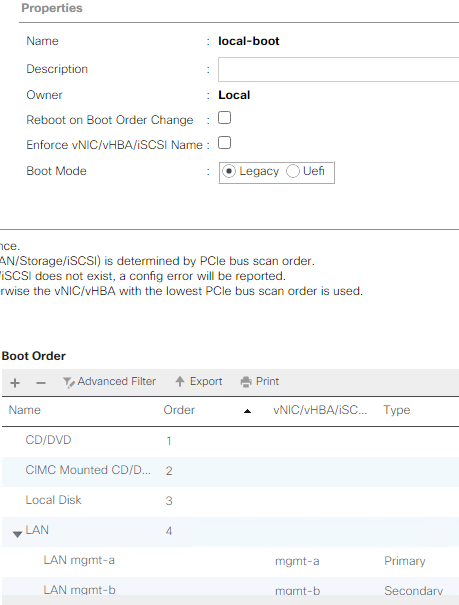 Properties
Name : local-boot
Description :
Owner : Local
Reboot on Boot Order Change :
Enforce vNIC/vHBA/iSCSI Name :
Boot Mode : Legacy Uefi
nce.
AN/Storage/iSCSI) is determined by PCIe bus scan order.
/iSCSI does not exist, a config error will be reported.
rwise the vNIC/vHBA with the lowest PCIe bus scan order is used.
Boot Order
+ − Advanced Filter Export Print
Name Order vNIC/vHBA/iSC... Type
CD/DVD 1
CIMC Mounted CD/D... 2
Local Disk 3
LAN 4
LAN mgmt-a mgmt-a Primary
LAN mgmt-b mgmt-b Secondary